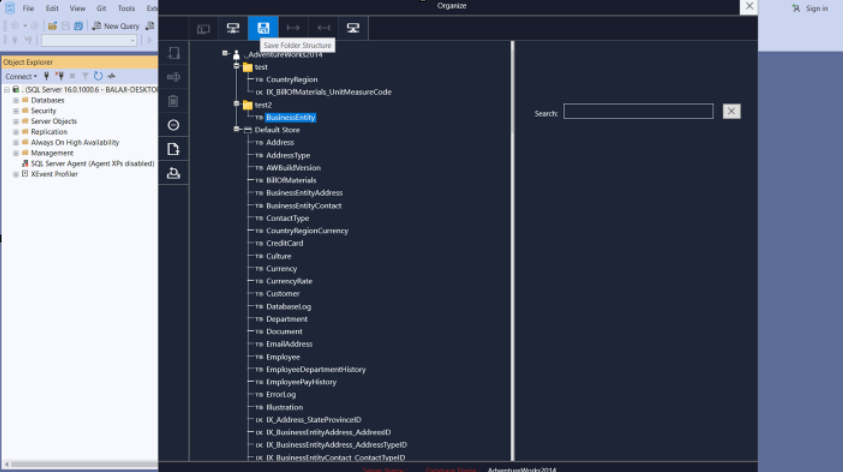 Organize
File Edit View Git Tools
Sign in
New Query
Save Folder Structure
Object Explorer
Connect
. (SQL Server 16.0.1000.6 - BALAJI-DESKTO
Databases
Security
Server Objects
Replication
Always On High Availability
Management
SQL Server Agent (Agent XPs disabled)
XEvent Profiler
_AdventureWorks2014
test
TB CountryRegion
IX IX_BillOfMaterials_UnitMeasureCode
test2
TB BusinessEntity
Default Store
TB Address
TB AddressType
TB AWBuildVersion
TB BillOfMaterials
TB BusinessEntityAddress
TB BusinessEntityContact
TB ContactType
TB CountryRegionCurrency
TB CreditCard
TB Culture
TB Currency
TB CurrencyRate
TB Customer
TB DatabaseLog
TB Department
TB Document
TB EmailAddress
TB Employee
TB EmployeeDepartmentHistory
TB EmployeePayHistory
TB ErrorLog
TB Illustration
IX IX_Address_StateProvinceID
IX IX_BusinessEntityAddress_AddressID
IX IX_BusinessEntityAddress_AddressTypeID
IX IX_BusinessEntityContact_ContactTypeID
Search:
Server Name Database Name AdventureWorks2014